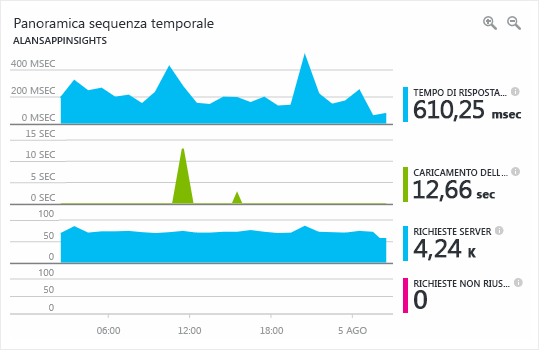 Panoramica sequenza temporale
ALANSAPPINSIGHTS
400 MSEC
200 MSEC
0 MSEC
TEMPO DI RISPOSTA...
610,25 msec
15 SEC
10 SEC
5 SEC
0 SEC
CARICAMENTO DELL...
12,66 sec
100
50
0
RICHIESTE SERVER
4,24 K
100
50
0
RICHIESTE NON RIUS...
0
06:00 12:00 18:00 5 AGO